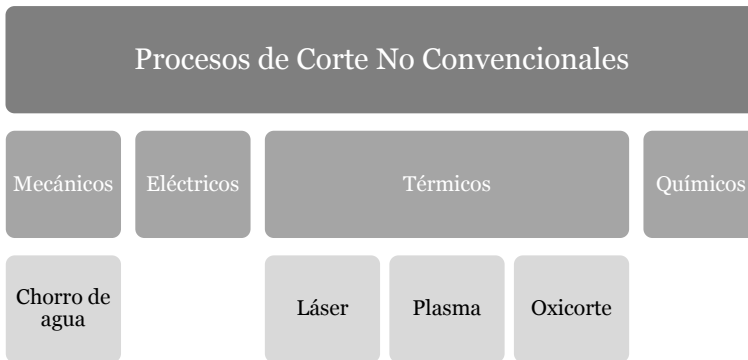 Procesos de Corte No Convencionales
Mecánicos
Eléctricos
Térmicos
Químicos
Chorro de
agua
Láser
Plasma
Oxicorte